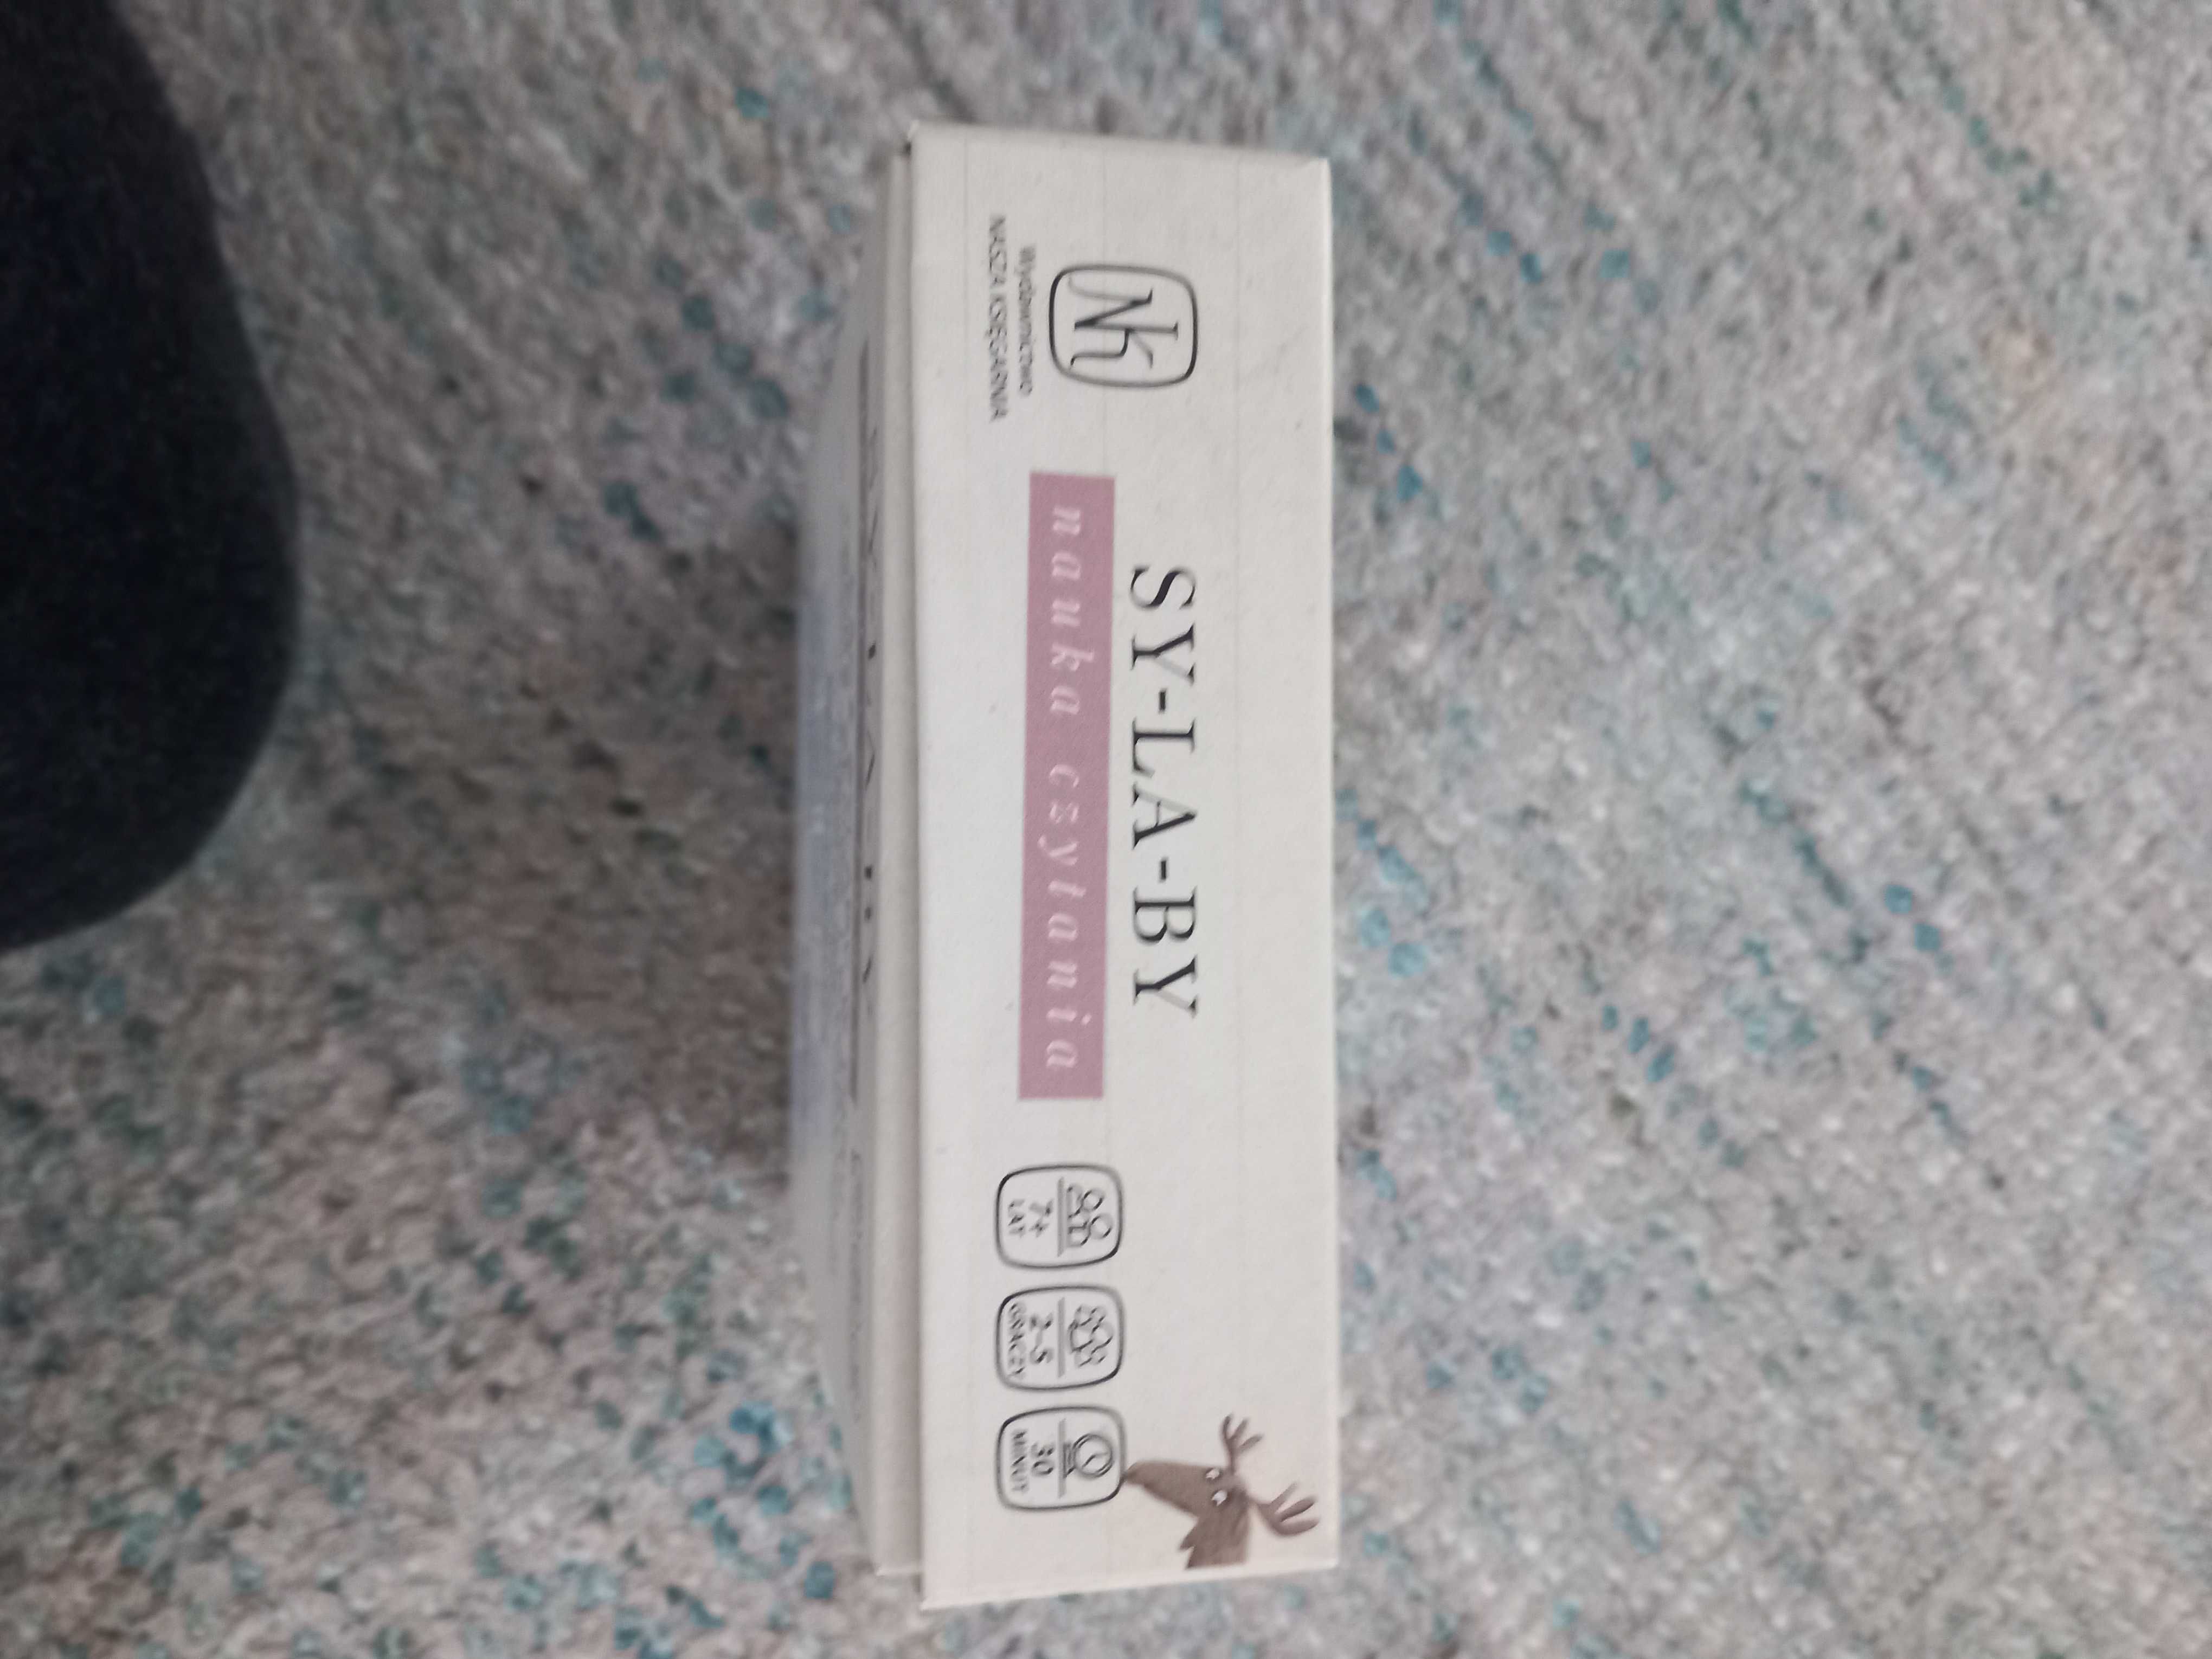 Nk
Wydawnictwo
NASZA KSIĘGARNIA
SY-LA-BY
nauka czytania
7+
LAT
2-5
GRACZY
30
MINUT